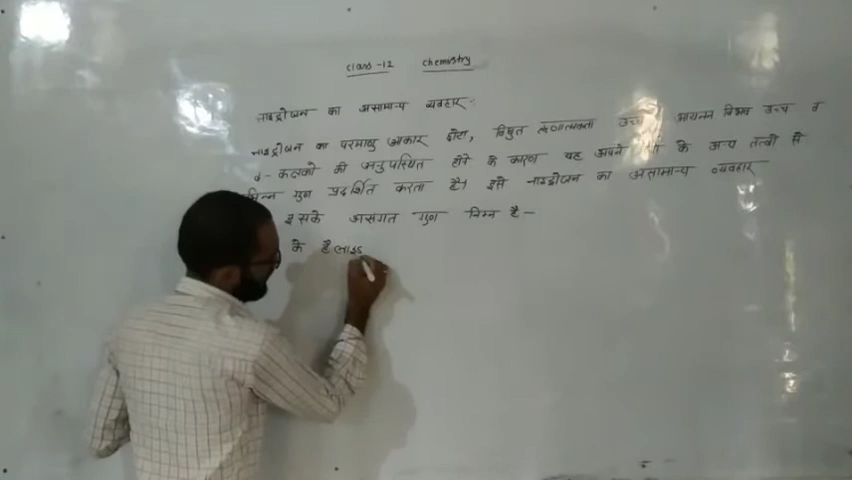 Class -12 Chemistry
नाइट्रोजन का असामान्य व्यवहार -
नाइट्रोजन का परमाणु आकार छोटा, विद्युत ऋणात्मकता उच्च आयनन विभव उच्च व
d- कक्षको की अनुपस्थित होने के कारण यह अपने के अन्य तत्वो से
भिन्न गुण प्रदर्शित करता है। इसे नाइट्रोजन का असामान्य व्यवहार
इसके असंगत गुण निम्न है -
के हैलाइड